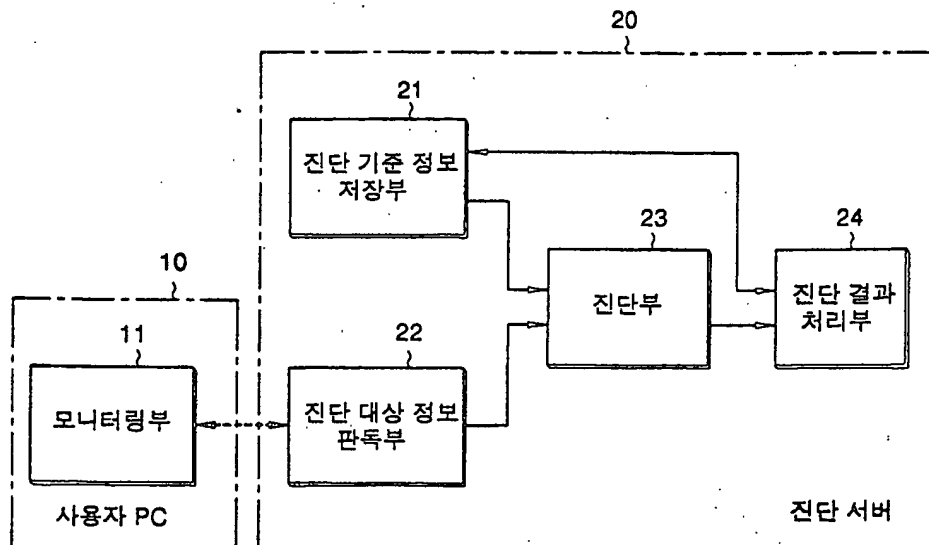 20
21
진단 기준 정보
저장부
23
24
진단부
진단 결과
처리부
10
11
22
모니터링부
진단 대상 정보
판독부
사용자 PC
진단 서버